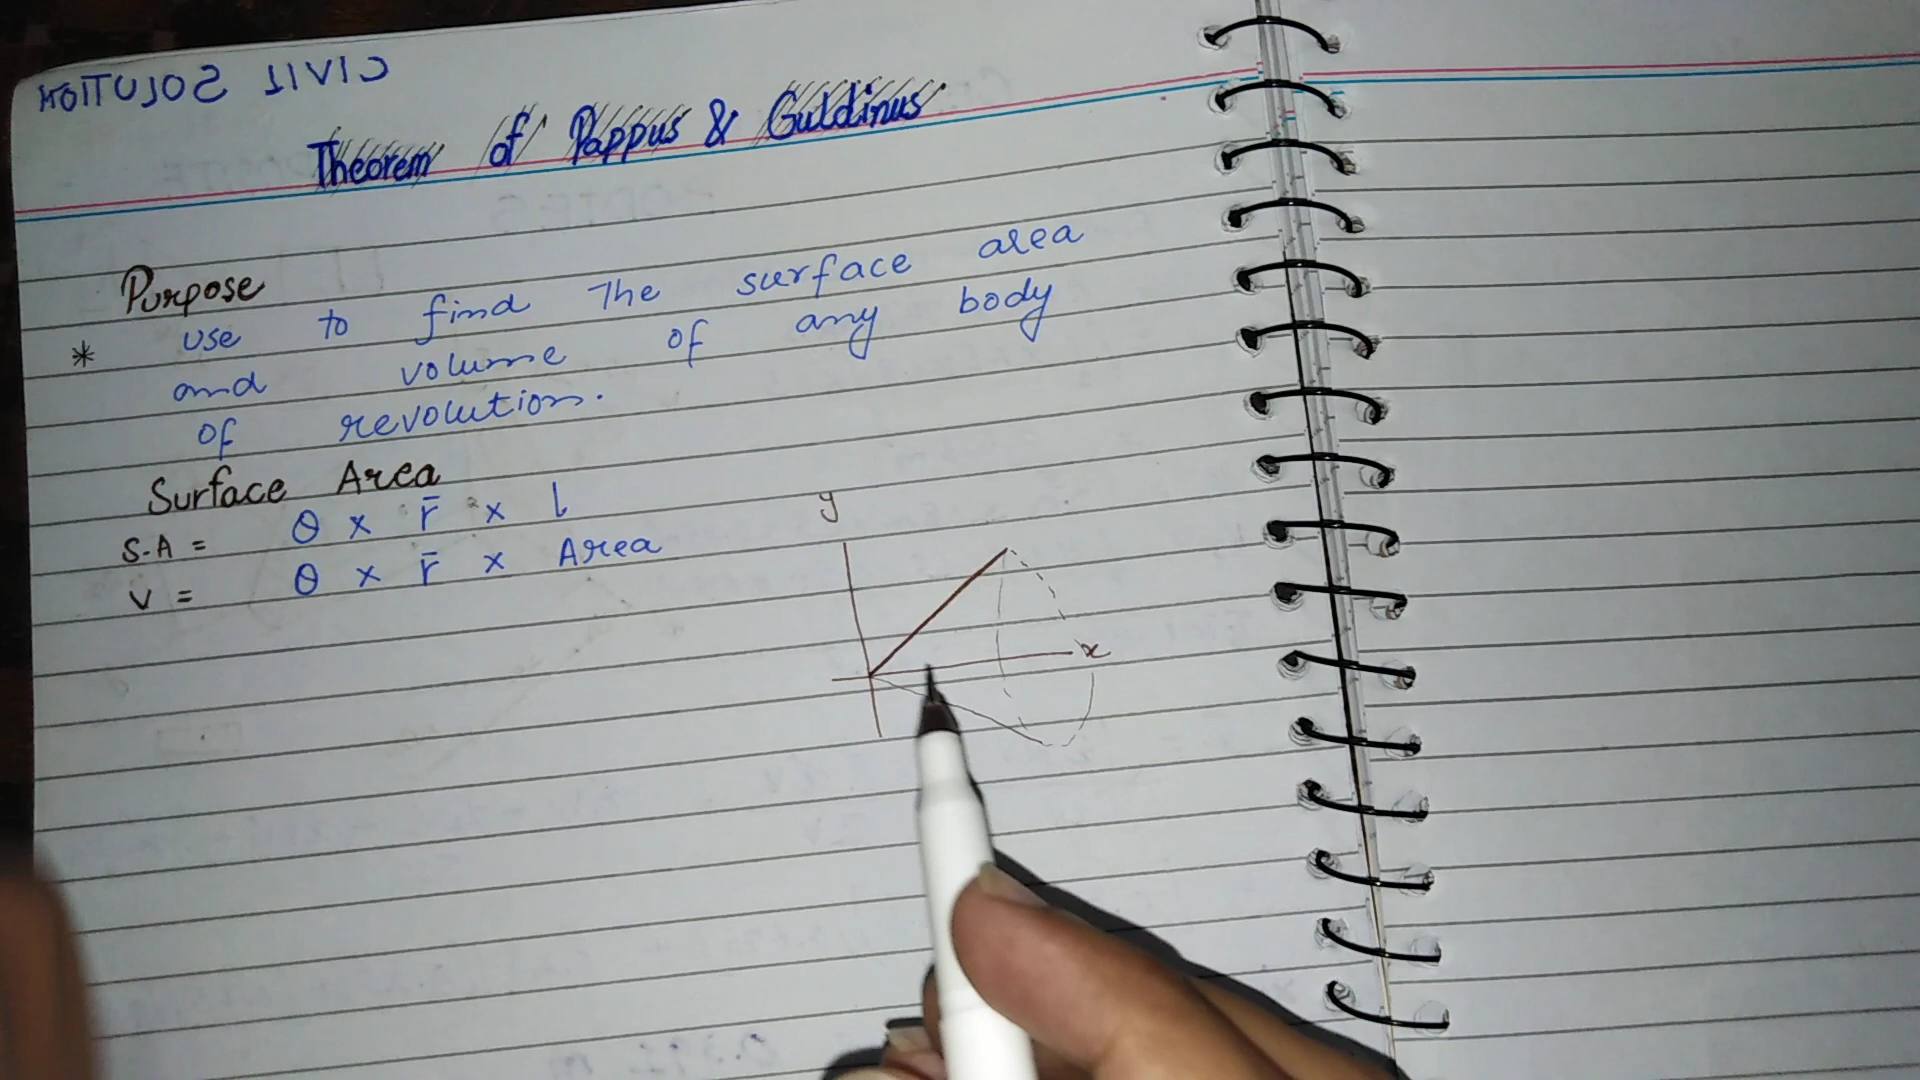 CIVIL SOLUTION
Theorem of Pappus & Guldinus
Purpose
* use to find The surface area
and volume of any body
of revolution.
Surface Area
S.A = θ × r̄ × l
V = θ × r̄ × Area
y
x